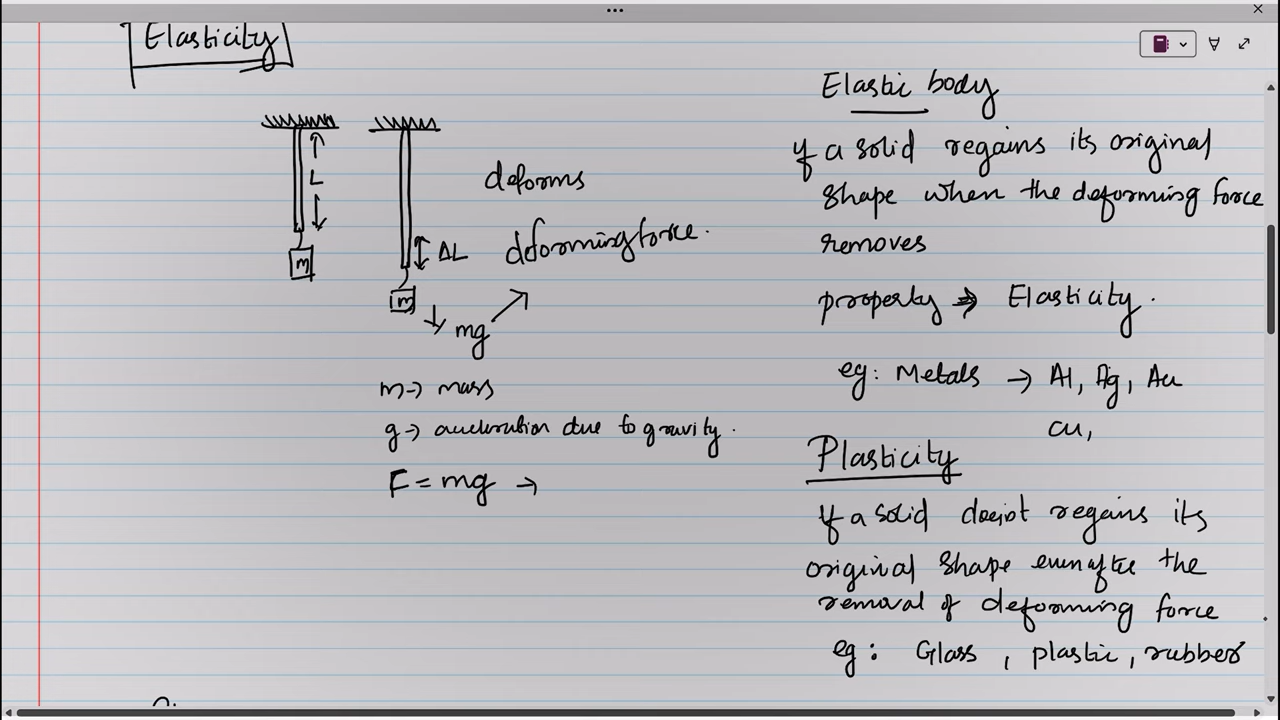 Elasticity
L
m
ΔL
m
mg
deforms
deforming force.
m → mass
g → accleration due to gravity.
F = mg →
Elastic body
If a solid regains its original
shape when the deforming force
removes
property → Elasticity.
eg: Metals → Al, Ag, Au
Cu,
Plasticity
If a solid doesnot regains its
original shape even after the
removal of deforming force
eg: Glass, plastic, rubber